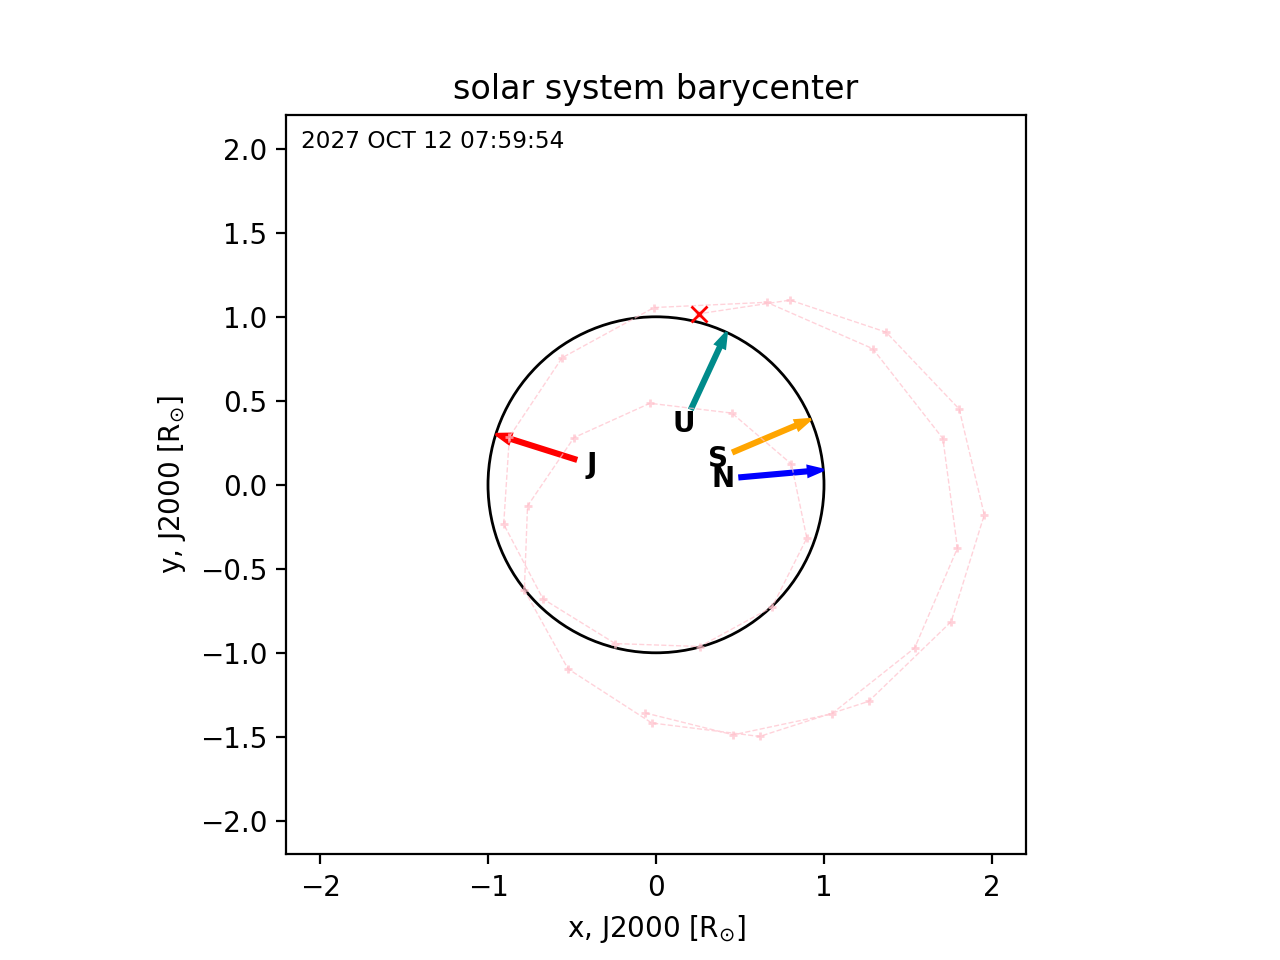 solar system barycenter
2027 OCT 12 07:59:54
2.0
1.5
1.0
0.5
0.0
−0.5
−1.0
−1.5
−2.0
y, J2000 [R☉]
U
J
S
N
−2
−1
0
1
2
x, J2000 [R☉]